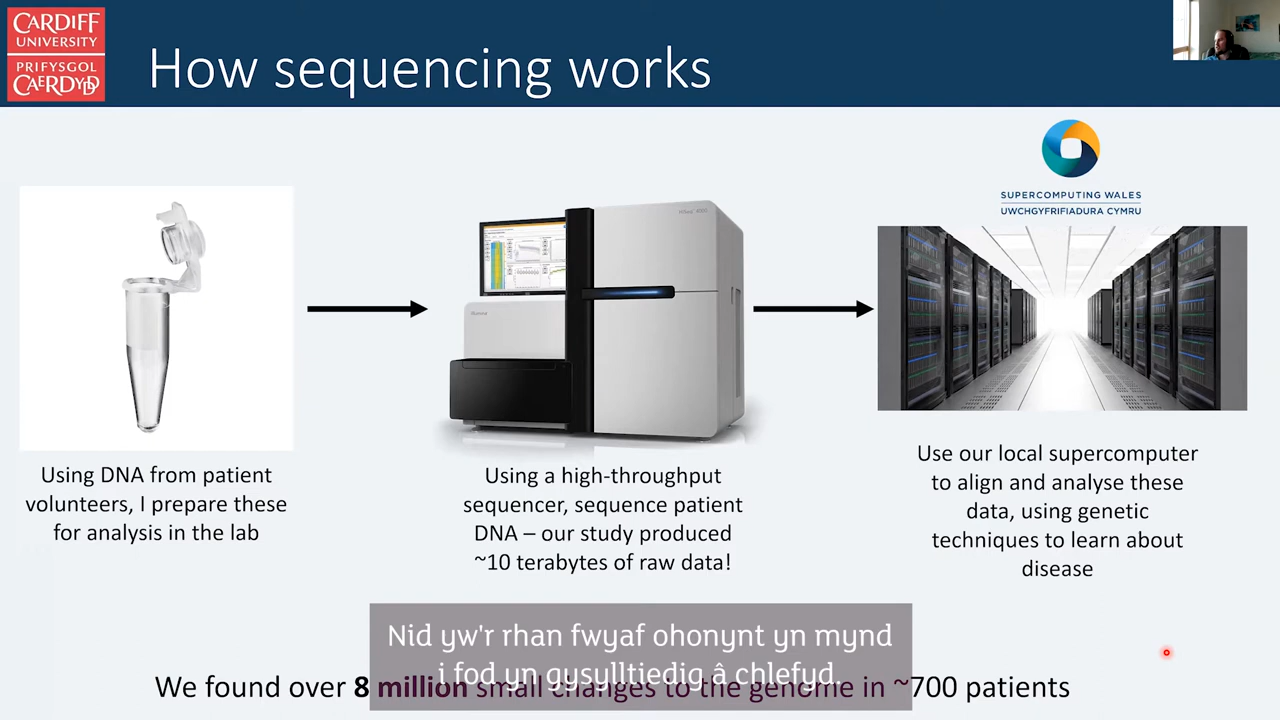 CARDIFF
UNIVERSITY
PRIFYSGOL
CAERDYDD
How sequencing works
SUPERCOMPUTING WALES
UWCHGYFRIFIADURA CYMRU
Using DNA from patient
volunteers, I prepare these
for analysis in the lab
Using a high-throughput
sequencer, sequence patient
DNA – our study produced
~10 terabytes of raw data!
Use our local supercomputer
to align and analyse these
data, using genetic
techniques to learn about
disease
Nid yw'r rhan fwyaf ohonynt yn mynd
i fod yn gysylltiedig â chlefyd.
We found over 8 million small changes to the genome in ~700 patients